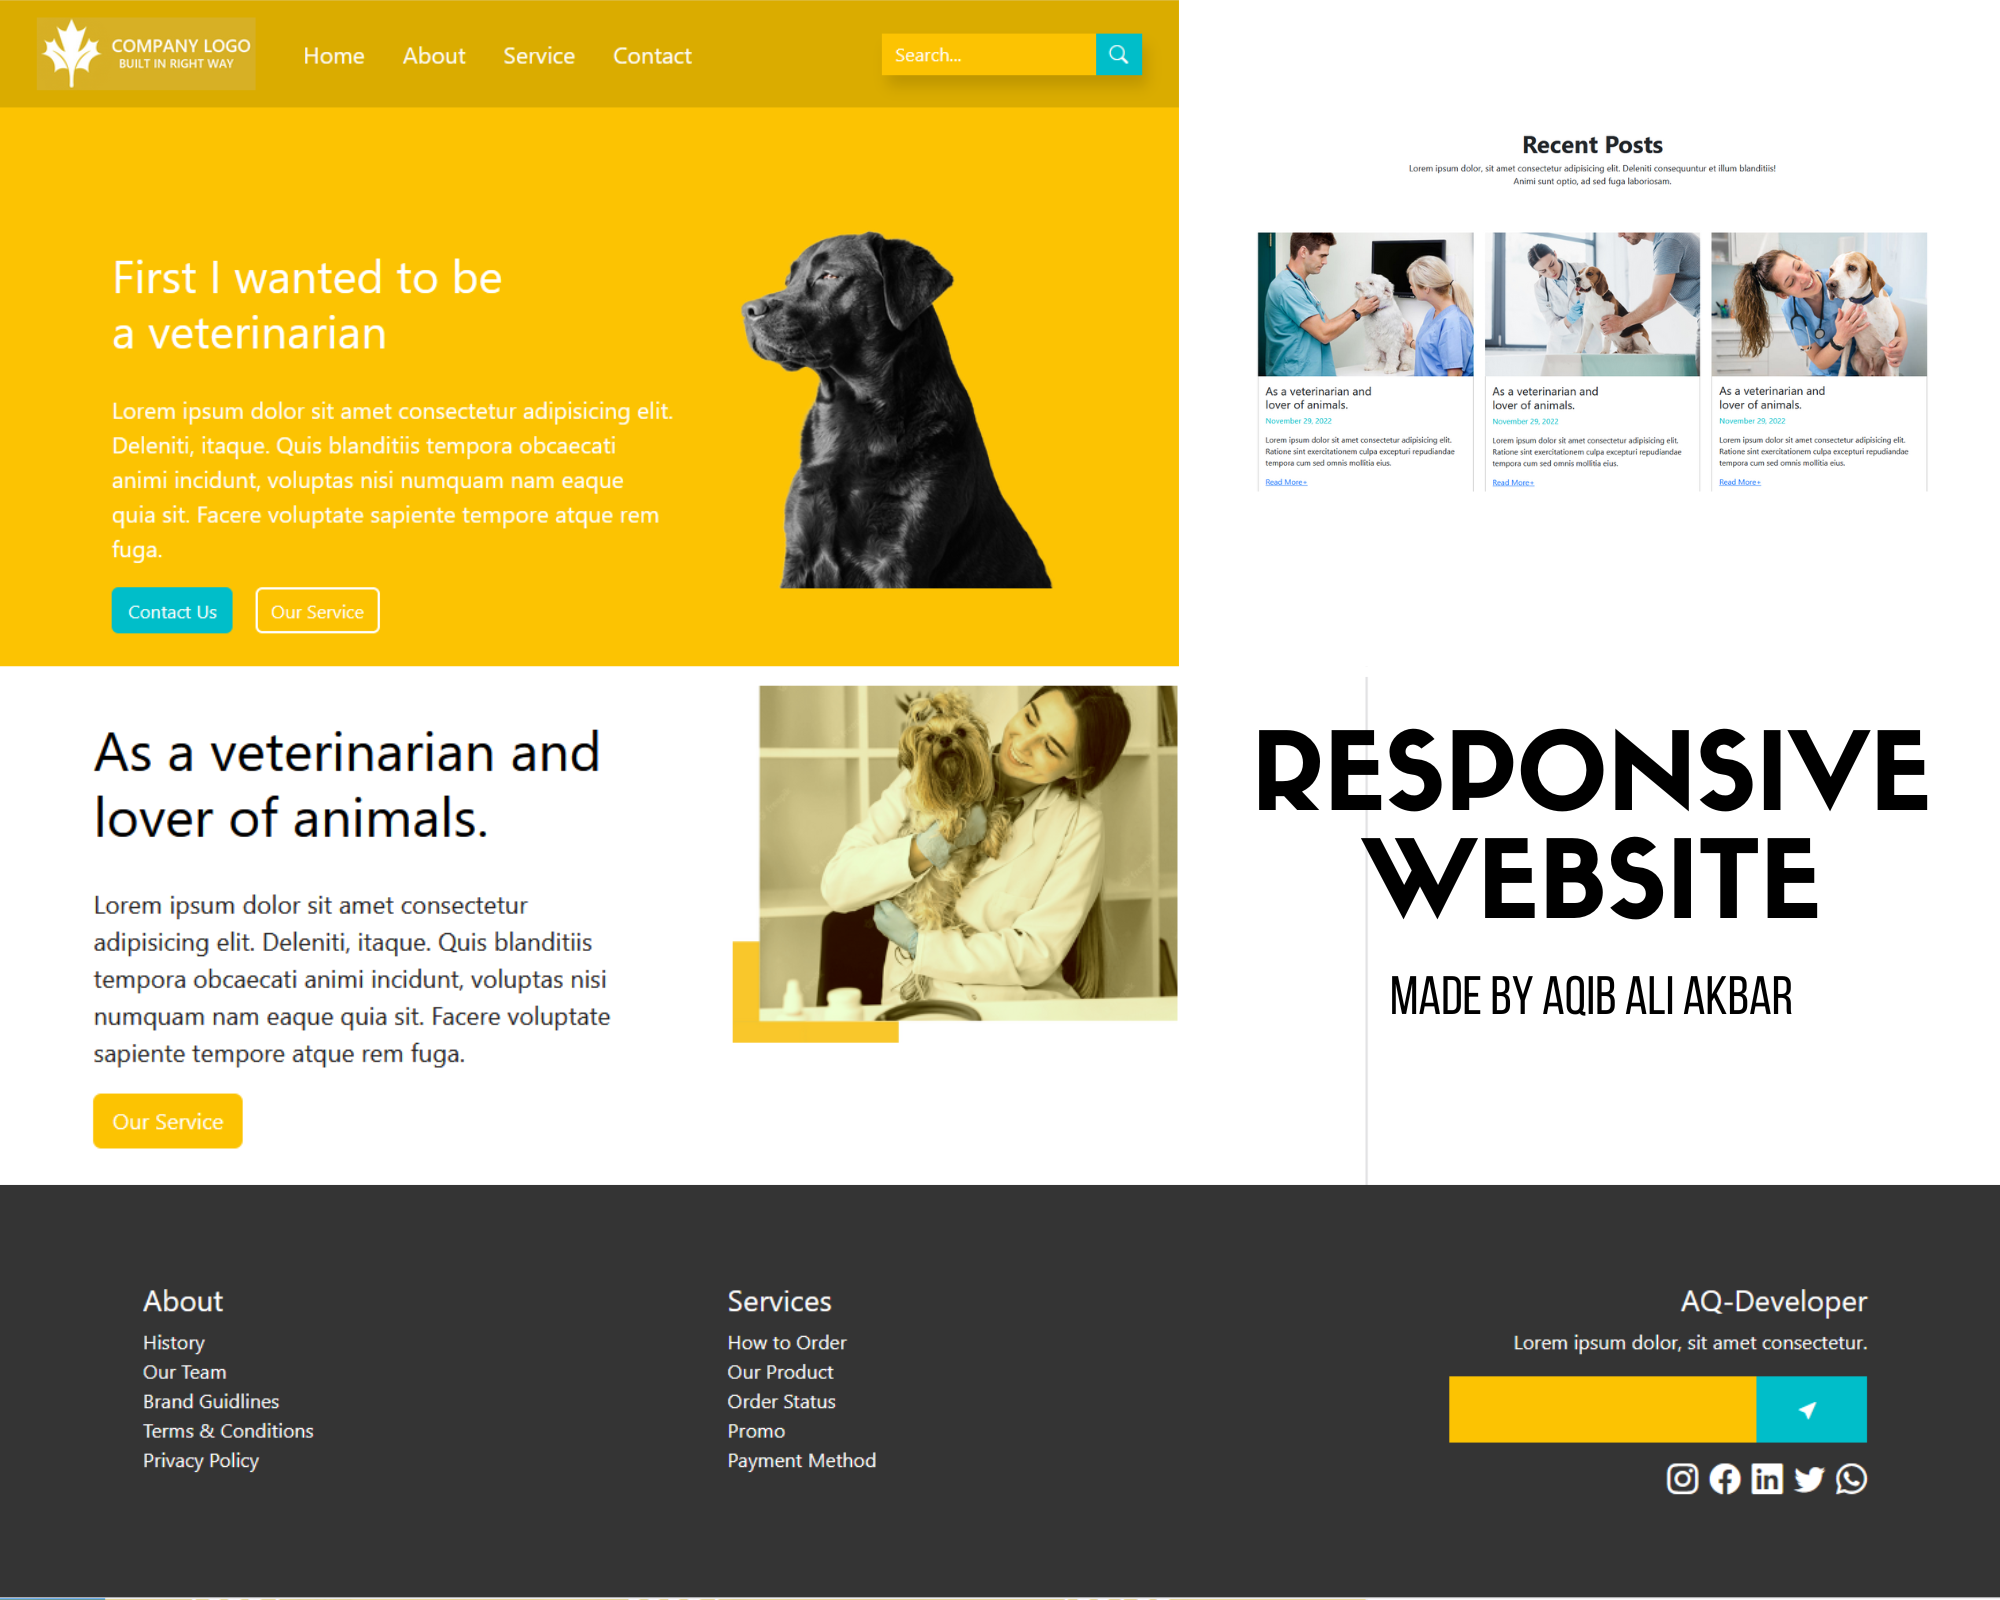 COMPANY LOGO
BUILT IN RIGHT WAY
Home About Service Contact
Search...
First I wanted to be
a veterinarian
Lorem ipsum dolor sit amet consectetur adipisicing elit.
Deleniti, itaque. Quis blanditiis tempora obcaecati
animi incidunt, voluptas nisi numquam nam eaque
quia sit. Facere voluptate sapiente tempore atque rem
fuga.
Contact Us Our Service
Recent Posts
Lorem ipsum dolor, sit amet consectetur adipisicing elit. Deleniti consequuntur et illum blanditiis!
Animi sunt optio, ad sed fuga laboriosam.
As a veterinarian and
lover of animals.
November 29, 2022
Lorem ipsum dolor sit amet consectetur adipisicing elit.
Ratione sint exercitationem culpa excepturi repudiandae
tempora cum sed omnis mollitia eius.
Read More+
As a veterinarian and
lover of animals.
November 29, 2022
Lorem ipsum dolor sit amet consectetur adipisicing elit.
Ratione sint exercitationem culpa excepturi repudiandae
tempora cum sed omnis mollitia eius.
Read More+
As a veterinarian and
lover of animals.
November 29, 2022
Lorem ipsum dolor sit amet consectetur adipisicing elit.
Ratione sint exercitationem culpa excepturi repudiandae
tempora cum sed omnis mollitia eius.
Read More+
As a veterinarian and
lover of animals.
Lorem ipsum dolor sit amet consectetur
adipisicing elit. Deleniti, itaque. Quis blanditiis
tempora obcaecati animi incidunt, voluptas nisi
numquam nam eaque quia sit. Facere voluptate
sapiente tempore atque rem fuga.
Our Service
RESPONSIVE
WEBSITE
MADE BY AQIB ALI AKBAR
About
History
Our Team
Brand Guidlines
Terms & Conditions
Privacy Policy
Services
How to Order
Our Product
Order Status
Promo
Payment Method
AQ-Developer
Lorem ipsum dolor, sit amet consectetur.